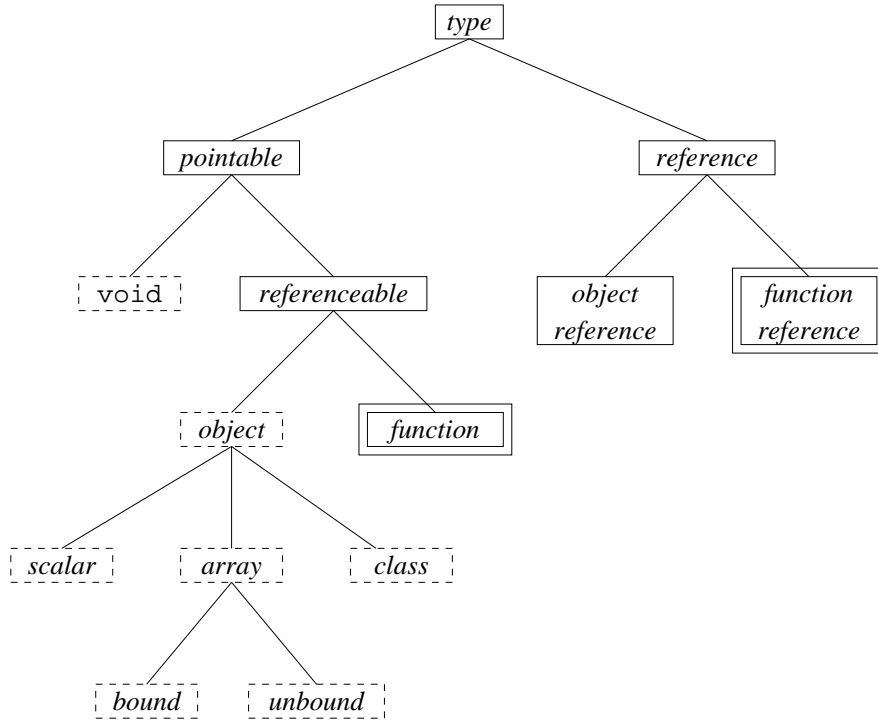 type
pointable
reference
void
referenceable
object
reference
function
reference
object
function
scalar
array
class
bound
unbound